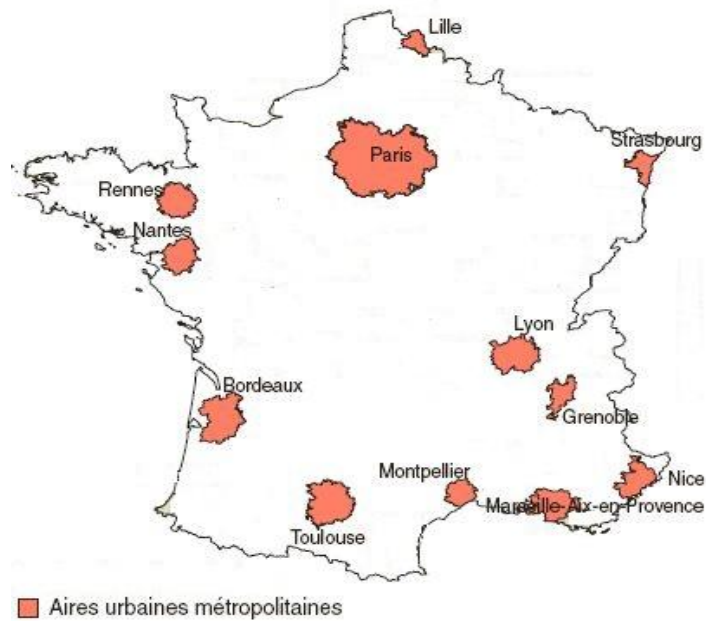 Lille
Strasbourg
Paris
Rennes
Nantes
Lyon
Bordeaux
Grenoble
Montpellier
Nice
Marseille-Aix-en-Provence
Toulouse
Aires urbaines métropolitaines